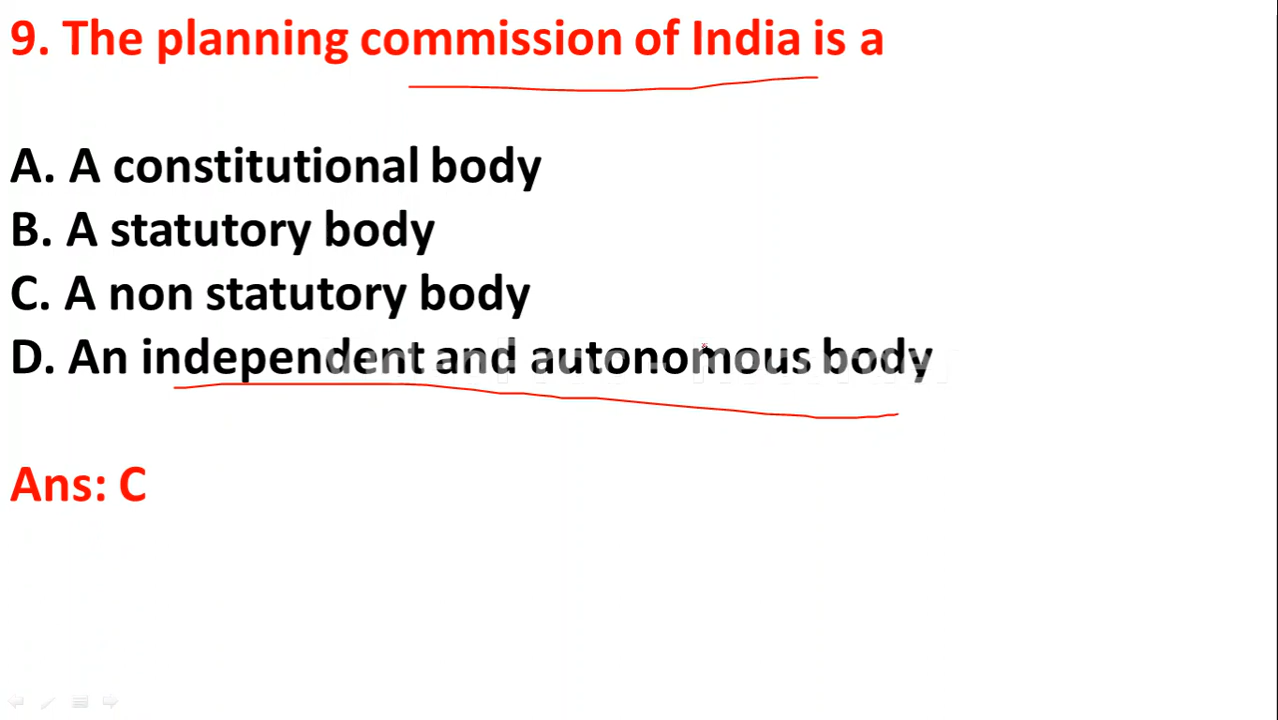 9. The planning commission of India is a
A. A constitutional body
B. A statutory body
C. A non statutory body
D. An independent and autonomous body
Ans: C